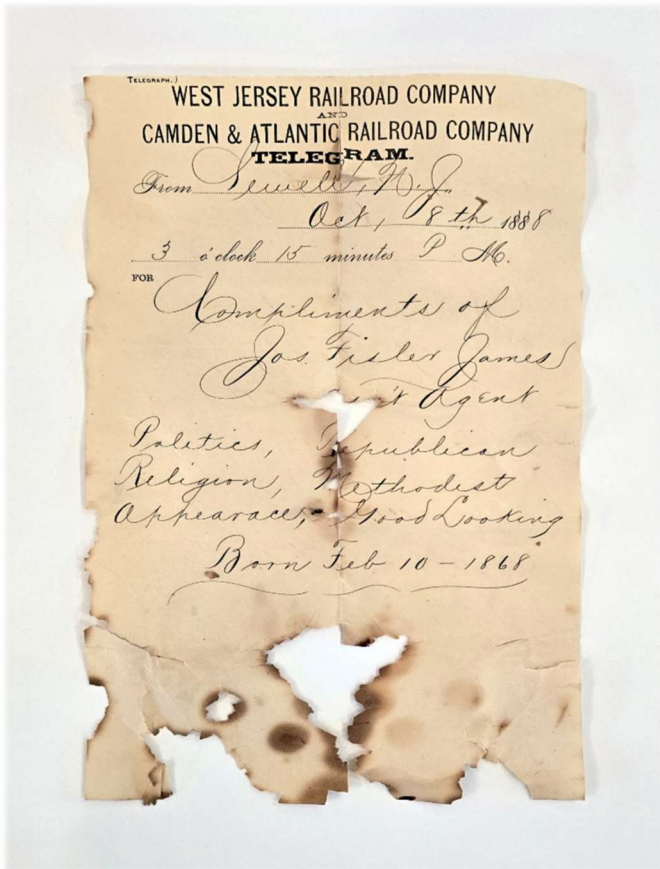 TELEGRAPH.)
WEST JERSEY RAILROAD COMPANY
AND
CAMDEN & ATLANTIC RAILROAD COMPANY
TELEGRAM.
From Sewell, N.J.
Oct, 8th 1888
3 o'clock 15 minutes P M.
FOR
Compliments of
Jos. Fisler James
Agent
Politics, Republican
Religion, Methodist
Appearace, Good Looking
Born Feb 10 - 1868